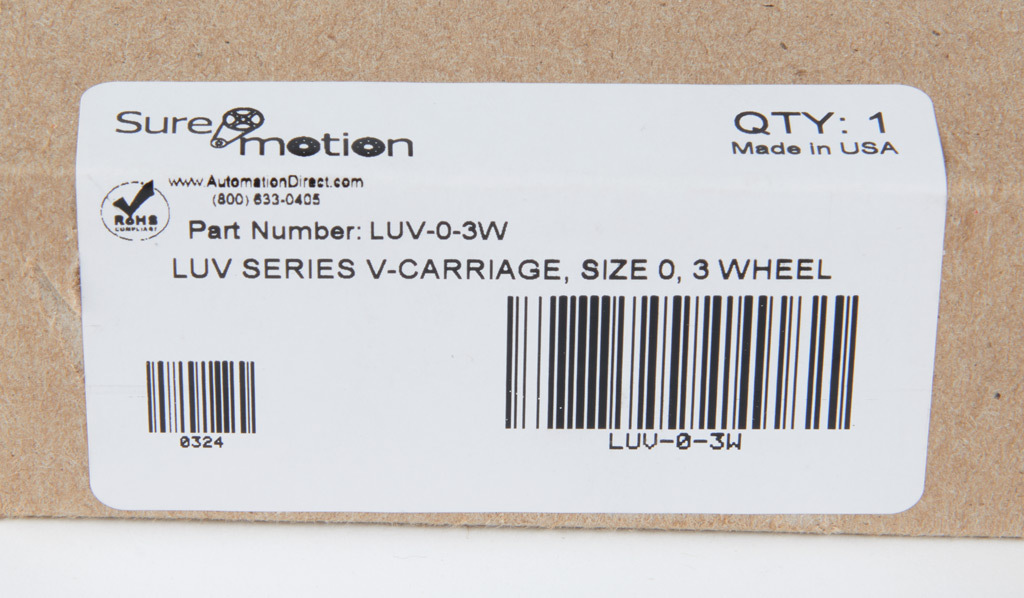 Sure motion
QTY: 1
Made in USA
www.AutomationDirect.com
(800) 633-0405
RoHS
COMPLIANT
Part Number: LUV-0-3W
LUV SERIES V-CARRIAGE, SIZE 0, 3 WHEEL
0324
LUV-0-3W